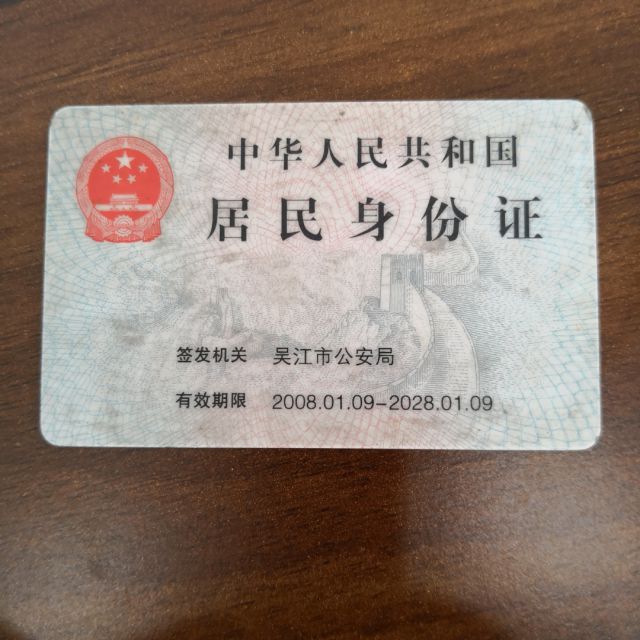 中华人民共和国
居民身份证
签发机关 吴江市公安局
有效期限 2008.01.09-2028.01.09